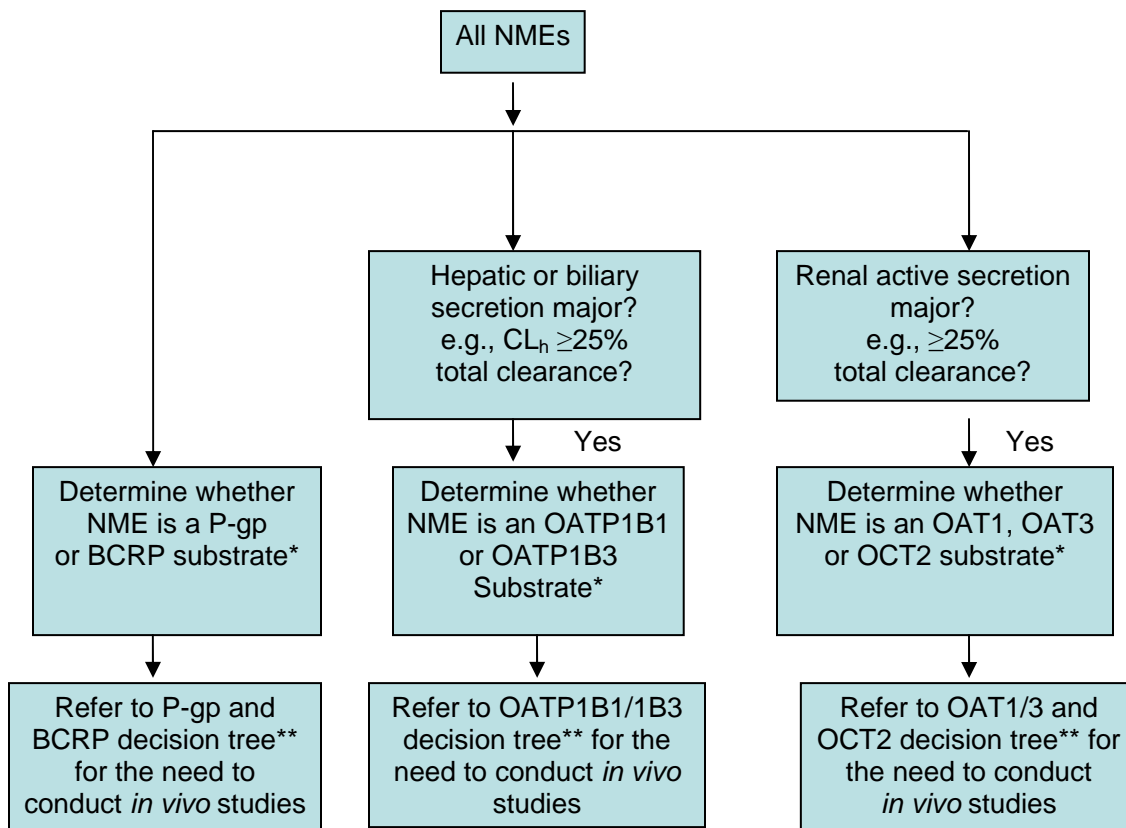 All NMEs
Hepatic or biliary
secretion major?
e.g., CLh ≥25%
total clearance?
Renal active secretion
major?
e.g., ≥25%
total clearance?
Yes
Yes
Determine whether
NME is a P-gp
or BCRP substrate*
Determine whether
NME is an OATP1B1
or OATP1B3
Substrate*
Determine whether
NME is an OAT1, OAT3
or OCT2 substrate*
Refer to P-gp and
BCRP decision tree**
for the need to
conduct in vivo studies
Refer to OATP1B1/1B3
decision tree** for the
need to conduct in vivo
studies
Refer to OAT1/3 and
OCT2 decision tree** for
the need to conduct
in vivo studies